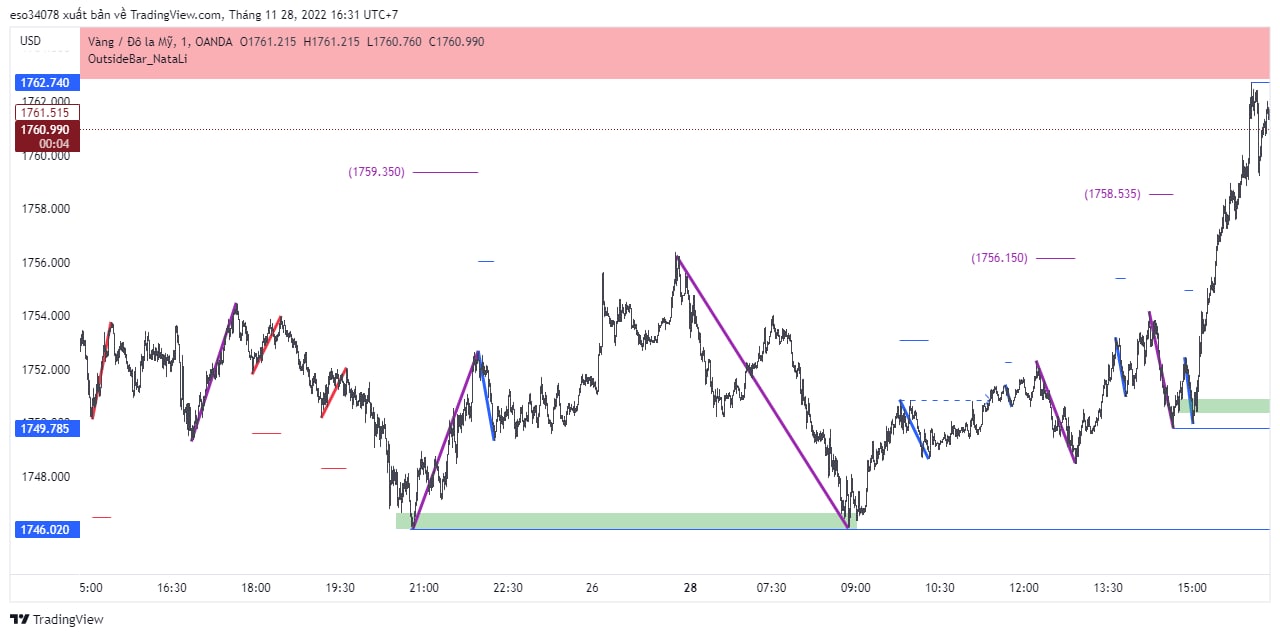 eso34078 xuất bản về TradingView.com, Tháng 11 28, 2022 16:31 UTC+7
USD
Vàng / Đô la Mỹ, 1, OANDA O1761.215 H1761.215 L1760.760 C1760.990
OutsideBar_NataLi
1762.740
1762.000
1761.515
1760.990
00:04
1760.000
(1759.350)
(1758.535)
1758.000
(1756.150)
1756.000
1754.000
1752.000
1749.785
1748.000
1746.020
5:00 16:30 18:00 19:30 21:00 22:30 26 28 07:30 09:00 10:30 12:00 13:30 15:00
TradingView